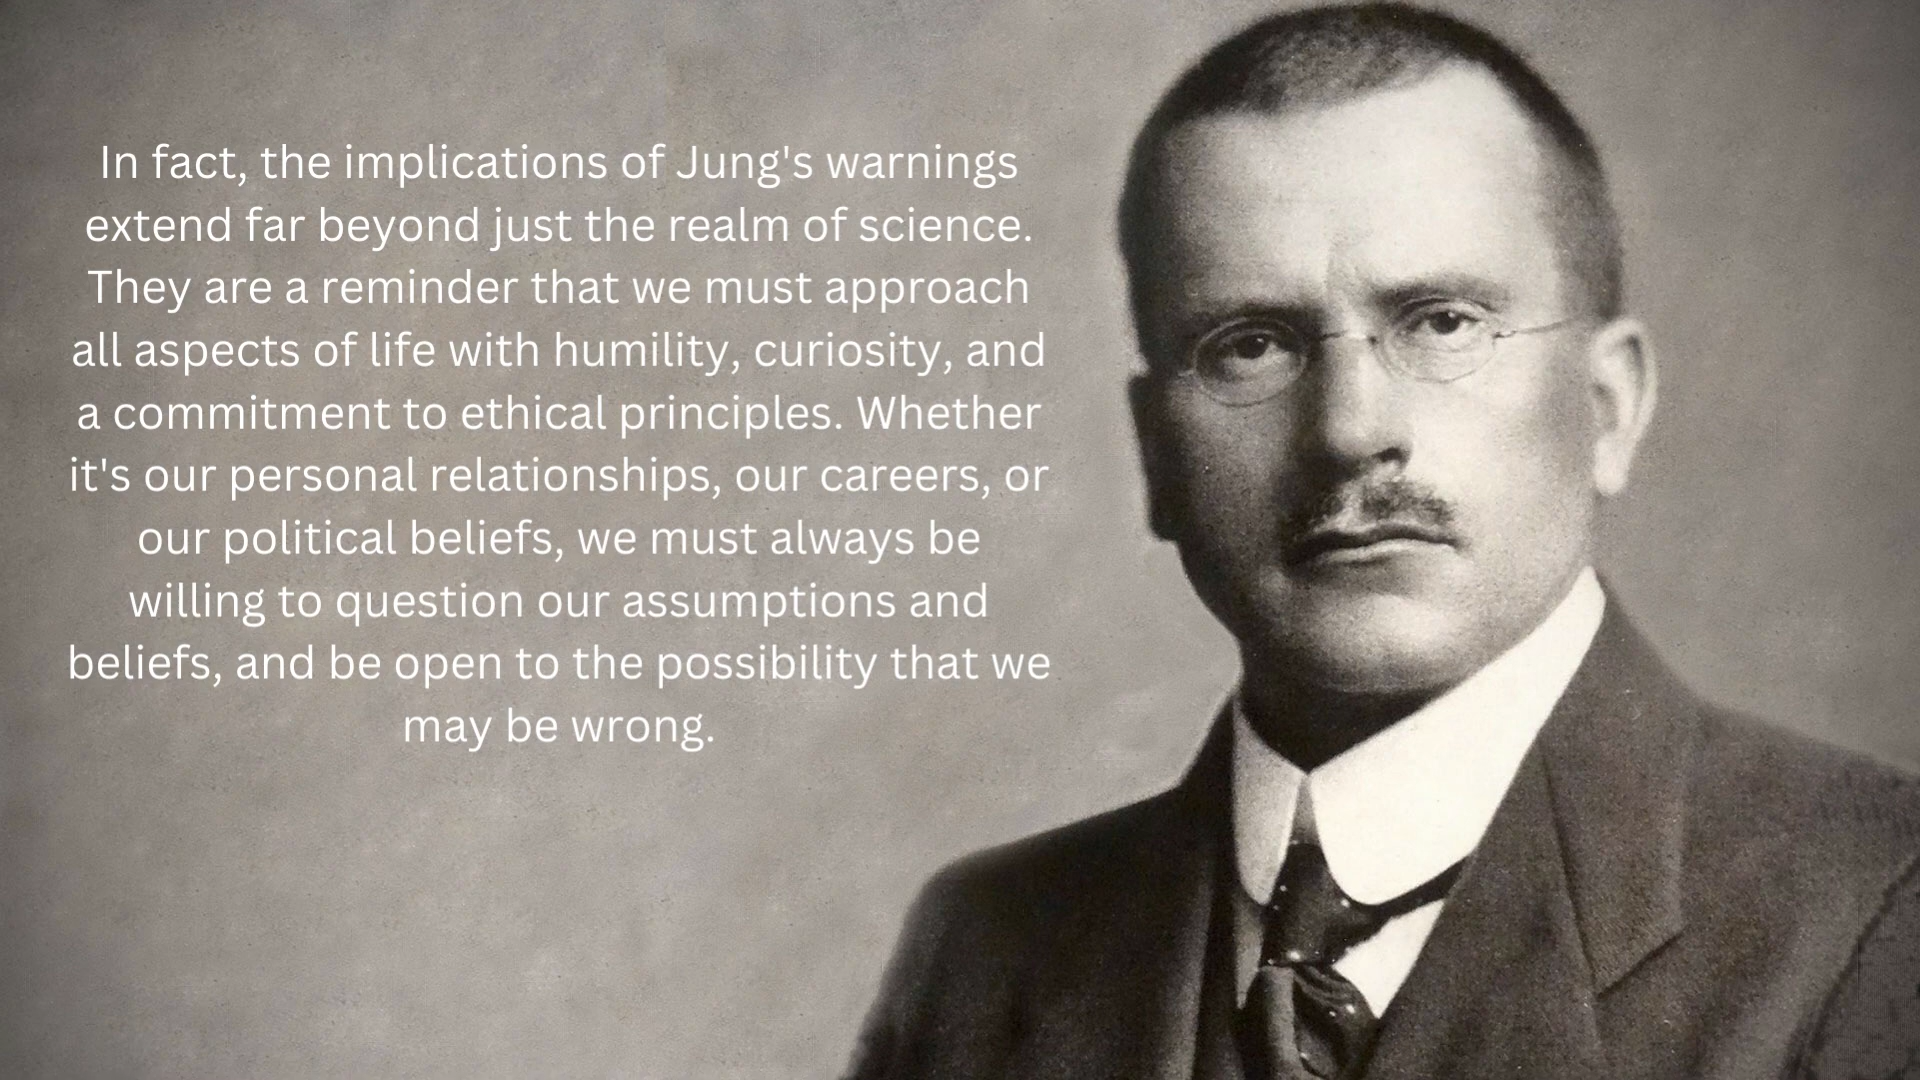 In fact, the implications of Jung's warnings
extend far beyond just the realm of science.
They are a reminder that we must approach
all aspects of life with humility, curiosity, and
a commitment to ethical principles. Whether
it's our personal relationships, our careers, or
our political beliefs, we must always be
willing to question our assumptions and
beliefs, and be open to the possibility that we
may be wrong.